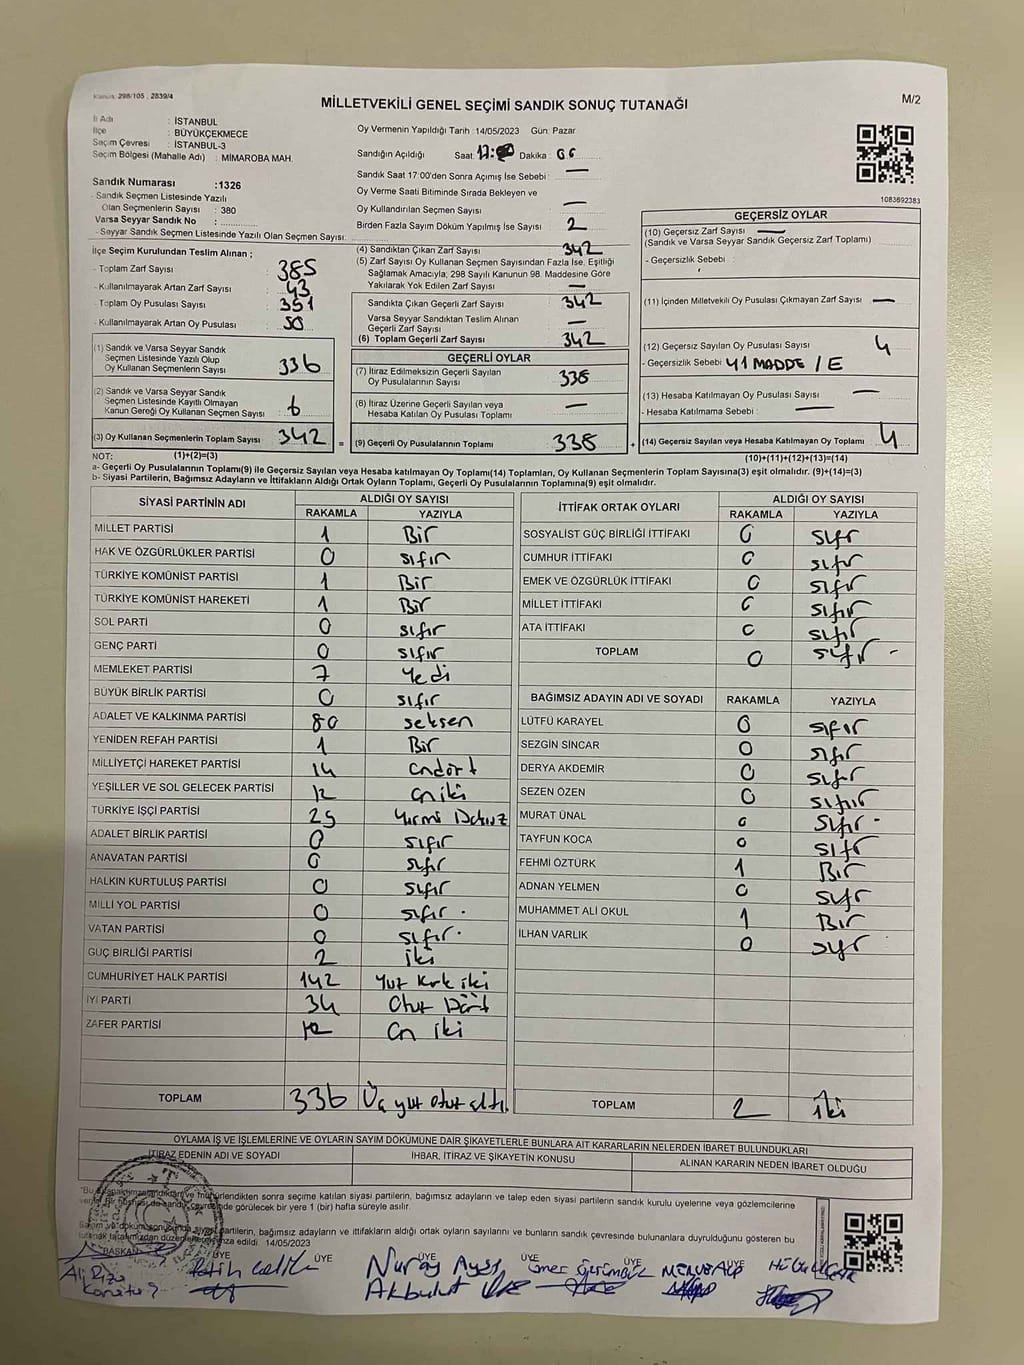 Kanun: 298/105 , 2839/4
MİLLETVEKİLİ GENEL SEÇİMİ SANDIK SONUÇ TUTANAĞI
M/2
İl Adı : İSTANBUL
İlçe : BÜYÜKÇEKMECE
Seçim Çevresi : İSTANBUL-3
Seçim Bölgesi (Mahalle Adı) : MİMAROBA MAH.
Sandık Numarası :1326
- Sandık Seçmen Listesinde Yazılı
Olan Seçmenlerin Sayısı : 380
Varsa Seyyar Sandık No :
- Seyyar Sandık Seçmen Listesinde Yazılı Olan Seçmen Sayısı:
İlçe Seçim Kurulundan Teslim Alınan ;
- Toplam Zarf Sayısı : 385
- Kullanılmayarak Artan Zarf Sayısı : 43
- Toplam Oy Pusulası Sayısı : 351
- Kullanılmayarak Artan Oy Pusulası : 50
(1) Sandık ve Varsa Seyyar Sandık
Seçmen Listesinde Yazılı Olup
Oy Kullanan Seçmenlerin Sayısı 336
(2) Sandık ve Varsa Seyyar Sandık
Seçmen Listesinde Kayıtlı Olmayan
Kanun Gereği Oy Kullanan Seçmen Sayısı 6
(3) Oy Kullanan Seçmenlerin Toplam Sayısı 342 =
Oy Vermenin Yapıldığı Tarih :14/05/2023 Gün: Pazar
Sandığın Açıldığı Saat: 17: Dakika :
Sandık Saat 17:00'den Sonra Açımış İse Sebebi : —
Oy Verme Saati Bitiminde Sırada Bekleyen ve
Oy Kullandırılan Seçmen Sayısı : —
Birden Fazla Sayım Döküm Yapılmış İse Sayısı : 2
(4) Sandıktan Çıkan Zarf Sayısı : 342
(5) Zarf Sayısı Oy Kullanan Seçmen Sayısından Fazla İse, Eşitliği
Sağlamak Amacıyla; 298 Sayılı Kanunun 98. Maddesine Göre
Yakılarak Yok Edilen Zarf Sayısı : —
Sandıkta Çıkan Geçerli Zarf Sayısı : 342
Varsa Seyyar Sandıktan Teslim Alınan
Geçerli Zarf Sayısı : —
(6) Toplam Geçerli Zarf Sayısı : 342
GEÇERLİ OYLAR
(7) İtiraz Edilmeksizin Geçerli Sayılan
Oy Pusulalarının Sayısı : 338
(8) İtiraz Üzerine Geçerli Sayılan veya
Hesaba Katılan Oy Pusulası Toplamı : —
(9) Geçerli Oy Pusulalarının Toplamı : 338 +
1083692383
GEÇERSİZ OYLAR
(10) Geçersiz Zarf Sayısı : —
(Sandık ve Varsa Seyyar Sandık Geçersiz Zarf Toplamı)
- Geçersizlik Sebebi :
(11) İçinden Milletvekili Oy Pusulası Çıkmayan Zarf Sayısı : —
(12) Geçersiz Sayılan Oy Pusulası Sayısı : 4
- Geçersizlik Sebebi : 41 MADDE / E
(13) Hesaba Katılmayan Oy Pusulası Sayısı : —
- Hesaba Katılmama Sebebi : —
(14) Geçersiz Sayılan veya Hesaba Katılmayan Oy Toplamı : 4
NOT: (1)+(2)=(3) (10)+(11)+(12)+(13)=(14)
a- Geçerli Oy Pusulalarının Toplamı(9) ile Geçersiz Sayılan veya Hesaba katılmayan Oy Toplamı(14) Toplamları, Oy Kullanan Seçmenlerin Toplam Sayısına(3) eşit olmalıdır. (9)+(14)=(3)
b- Siyasi Partilerin, Bağımsız Adayların ve İttifakların Aldığı Ortak Oyların Toplamı, Geçerli Oy Pusulalarının Toplamına(9) eşit olmalıdır.
SİYASİ PARTİNİN ADI ALDIĞI OY SAYISI
RAKAMLA YAZIYLA
MİLLET PARTİSİ 1 Bir
HAK VE ÖZGÜRLÜKLER PARTİSİ 0 sıfır
TÜRKİYE KOMÜNİST PARTİSİ 1 Bir
TÜRKİYE KOMÜNİST HAREKETİ 1 Bir
SOL PARTİ 0 sıfır
GENÇ PARTİ 0 sıfır
MEMLEKET PARTİSİ 7 Yedi
BÜYÜK BİRLİK PARTİSİ 0 sıfır
ADALET VE KALKINMA PARTİSİ 80 seksen
YENİDEN REFAH PARTİSİ 1 Bir
MİLLİYETÇİ HAREKET PARTİSİ 14 ondört
YEŞİLLER VE SOL GELECEK PARTİSİ 12 oniki
TÜRKİYE İŞÇİ PARTİSİ 29 Yirmi Dokuz
ADALET BİRLİK PARTİSİ 0 sıfır
ANAVATAN PARTİSİ 0 sıfır
HALKIN KURTULUŞ PARTİSİ 0 sıfır
MİLLİ YOL PARTİSİ 0 sıfır
VATAN PARTİSİ 0 sıfır
GÜÇ BİRLİĞİ PARTİSİ 2 iki
CUMHURİYET HALK PARTİSİ 142 Yüz kırk iki
İYİ PARTİ 34 Otuz Dört
ZAFER PARTİSİ 12 On iki
TOPLAM 336 Üç yüz otuz altı
İTTİFAK ORTAK OYLARI ALDIĞI OY SAYISI
RAKAMLA YAZIYLA
SOSYALİST GÜÇ BİRLİĞİ İTTİFAKI 0 sıfır
CUMHUR İTTİFAKI 0 sıfır
EMEK VE ÖZGÜRLÜK İTTİFAKI 0 sıfır
MİLLET İTTİFAKI 0 sıfır
ATA İTTİFAKI 0 sıfır
TOPLAM 0 sıfır
BAĞIMSIZ ADAYIN ADI VE SOYADI RAKAMLA YAZIYLA
LÜTFÜ KARAYEL 0 sıfır
SEZGİN SİNCAR 0 sıfır
DERYA AKDEMİR 0 sıfır
SEZEN ÖZEN 0 sıfır
MURAT ÜNAL 0 sıfır
TAYFUN KOCA 0 sıfır
FEHMİ ÖZTÜRK 1 Bir
ADNAN YELMEN 0 sıfır
MUHAMMET ALİ OKUL 1 Bir
İLHAN VARLIK 0 sıfır
TOPLAM 2 iki
OYLAMA İŞ VE İŞLEMLERİNE VE OYLARIN SAYIM DÖKÜMÜNE DAİR ŞİKAYETLERLE BUNLARA AİT KARARLARIN NELERDEN İBARET BULUNDUKLARI
İTİRAZ EDENİN ADI VE SOYADI İHBAR, İTİRAZ VE ŞİKAYETİN KONUSU ALINAN KARARIN NEDEN İBARET OLDUĞU
mühürlendikten sonra seçime katılan siyasi partilerin, bağımsız adayların ve talep eden siyasi partilerin sandık kurulu üyelerine veya gözlemcilerine
çevresinde görülecek bir yere 1 (bir) hafta süreyle asılır.
partilerin, bağımsız adayların ve ittifakların aldığı ortak oyların sayılarını ve bunların sandık çevresinde bulunanlara duyrulduğunu gösteren bu
imza edildi. 14/05/2023
BAŞKAN ÜYE ÜYE ÜYE ÜYE ÜYE
Ali Rıza Nuray Ayşe
Akbulut